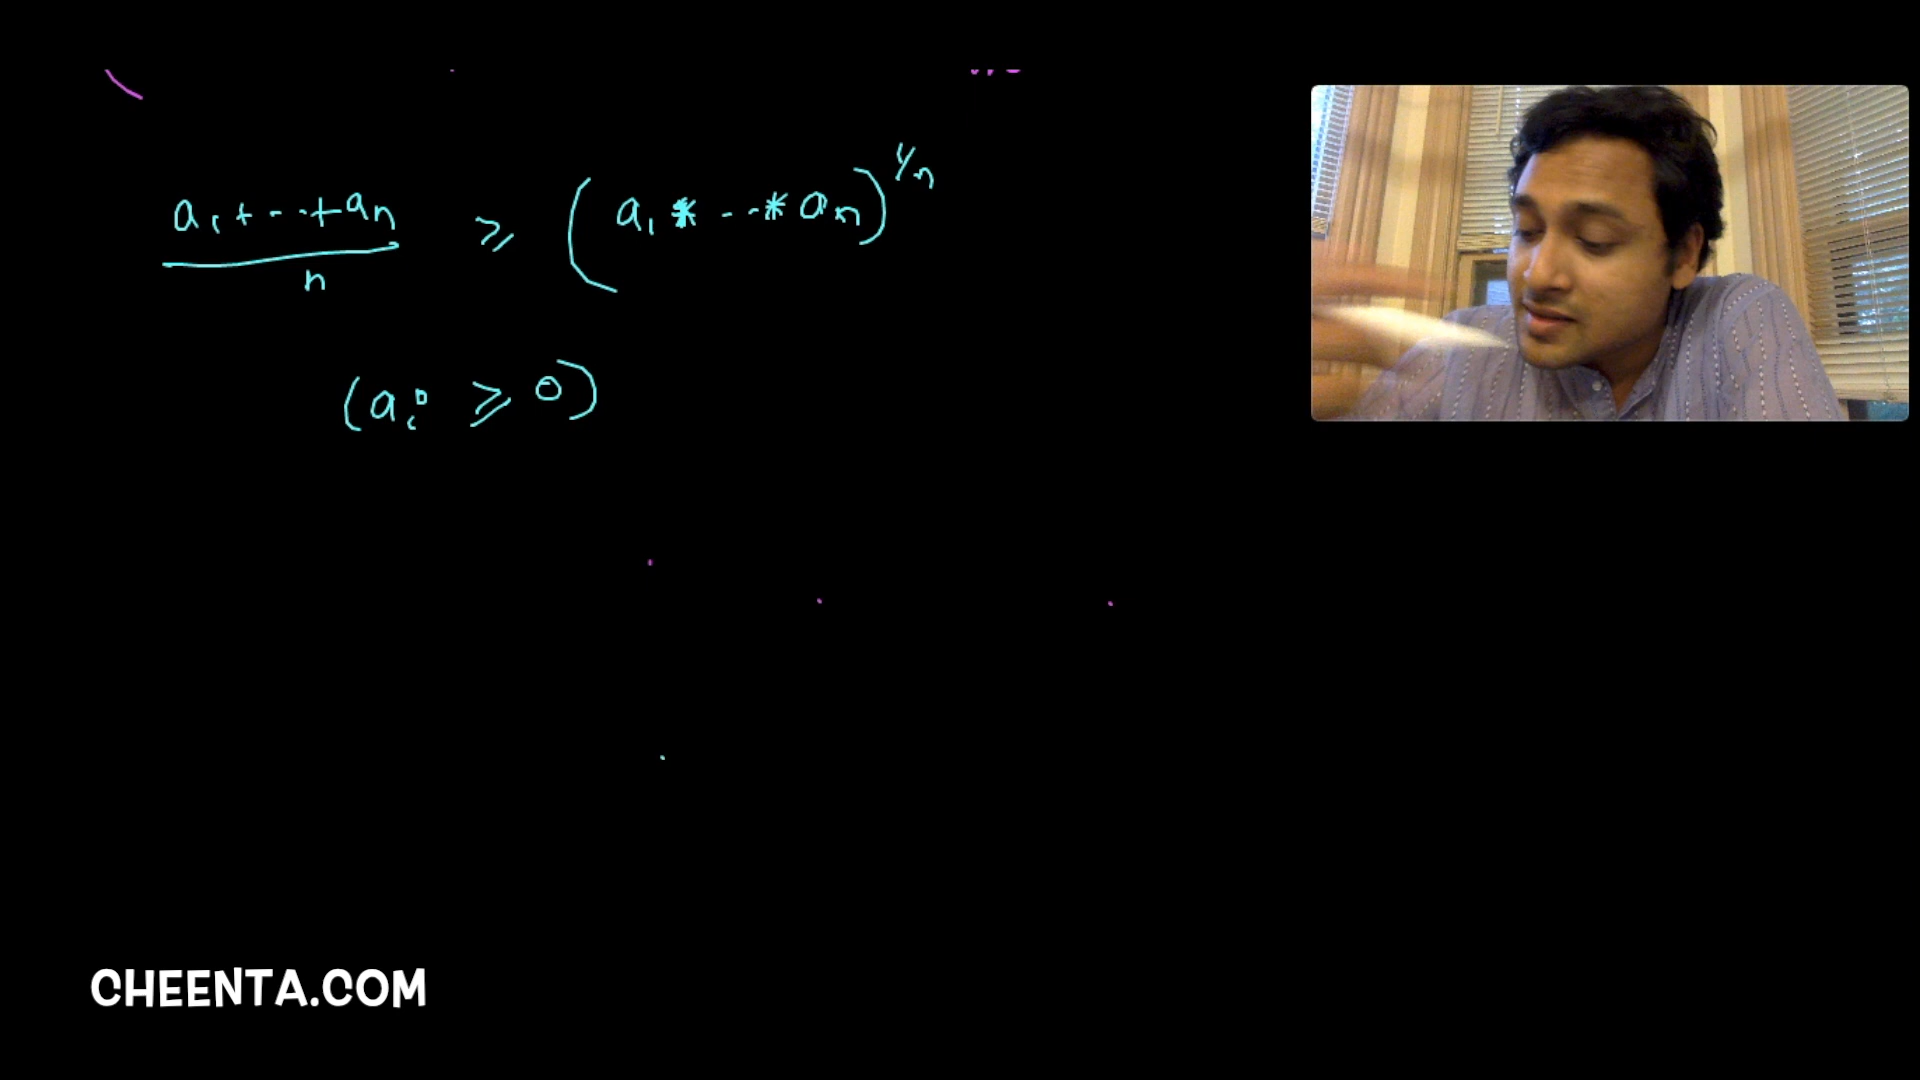 a₁ + - - + aₙ / n ≥ (a₁ * - - * aₙ)^1/n
(aᵢ ≥ 0)
CHEENTA.COM